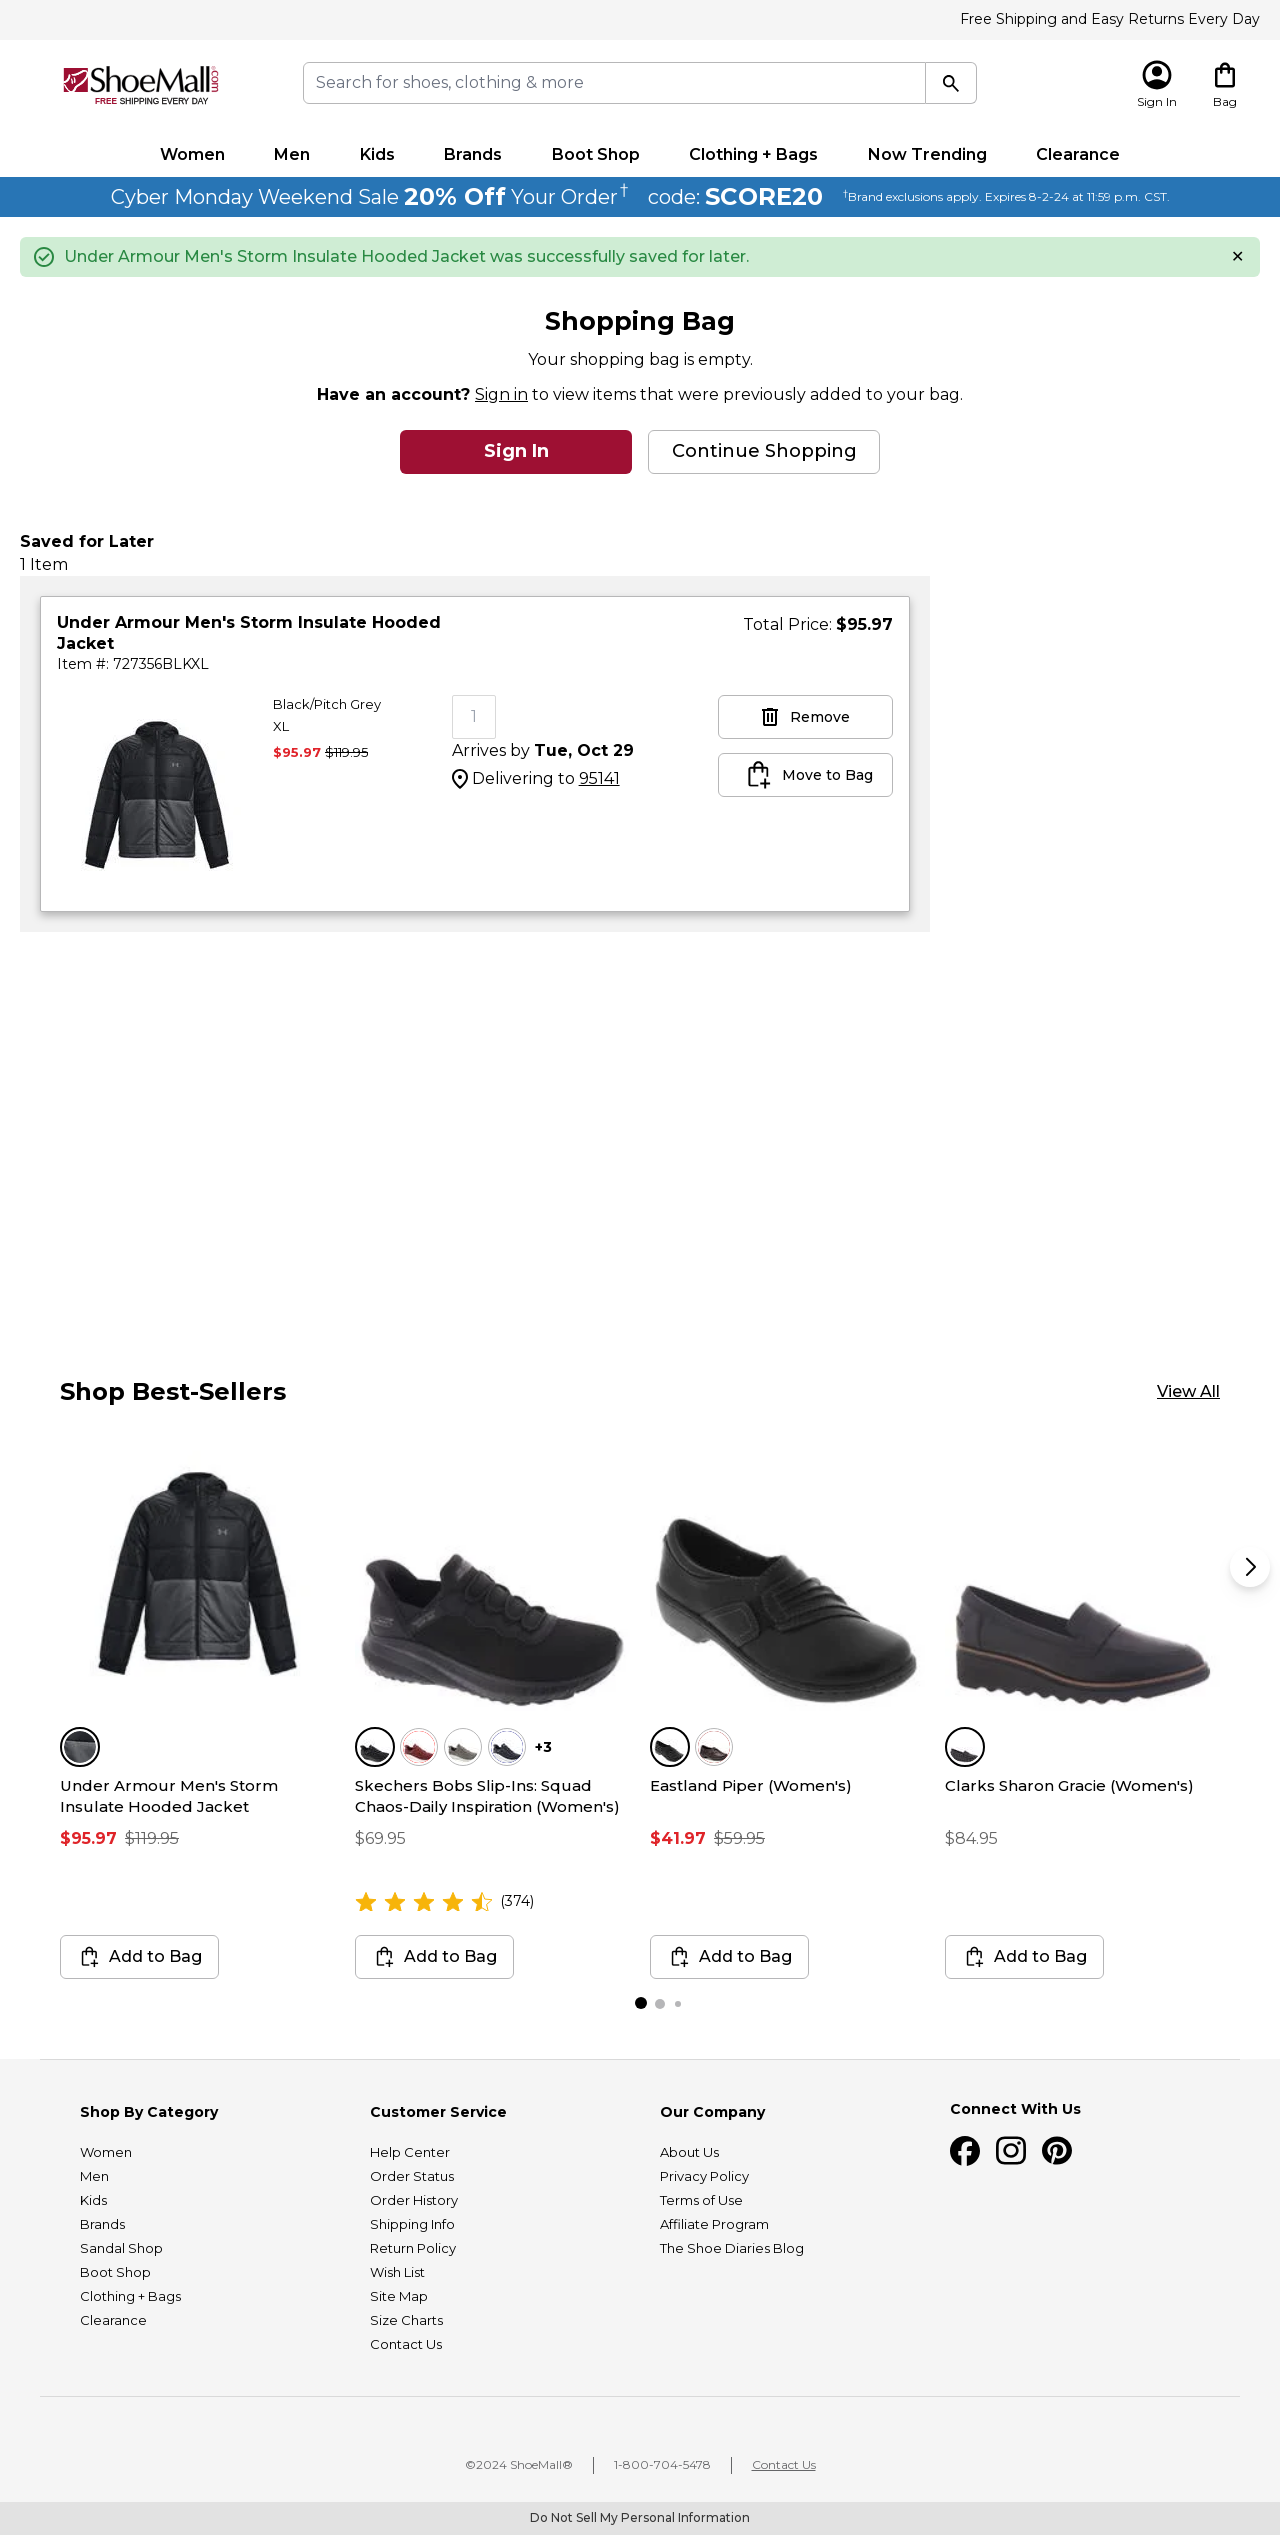 Free Shipping and Easy Returns Every Day
ShoeMall®.com
FREE SHIPPING EVERY DAY
Search for shoes, clothing & more
Sign In
Bag
Women Men Kids Brands Boot Shop Clothing + Bags Now Trending Clearance
Cyber Monday Weekend Sale 20% Off Your Order† code: SCORE20 †Brand exclusions apply. Expires 8-2-24 at 11:59 p.m. CST.
Under Armour Men's Storm Insulate Hooded Jacket was successfully saved for later.
Shopping Bag
Your shopping bag is empty.
Have an account? Sign in to view items that were previously added to your bag.
Sign In
Continue Shopping
Saved for Later
1 Item
Under Armour Men's Storm Insulate Hooded
Jacket
Item #: 727356BLKXL
Total Price: $95.97
Black/Pitch Grey
XL
$95.97 $119.95
1
Arrives by Tue, Oct 29
Delivering to 95141
Remove
Move to Bag
Shop Best-Sellers
View All
+3
Under Armour Men's Storm
Insulate Hooded Jacket
$95.97 $119.95
Add to Bag
Skechers Bobs Slip-Ins: Squad
Chaos-Daily Inspiration (Women's)
$69.95
(374)
Add to Bag
Eastland Piper (Women's)
$41.97 $59.95
Add to Bag
Clarks Sharon Gracie (Women's)
$84.95
Add to Bag
Shop By Category
Women
Men
Kids
Brands
Sandal Shop
Boot Shop
Clothing + Bags
Clearance
Customer Service
Help Center
Order Status
Order History
Shipping Info
Return Policy
Wish List
Site Map
Size Charts
Contact Us
Our Company
About Us
Privacy Policy
Terms of Use
Affiliate Program
The Shoe Diaries Blog
Connect With Us
©2024 ShoeMall®
1-800-704-5478
Contact Us
Do Not Sell My Personal Information